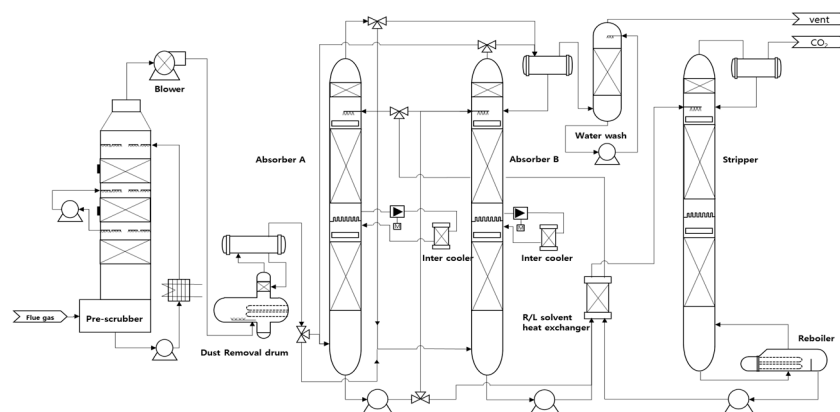 vent
CO₂
Blower
Water wash
Absorber A
Absorber B
Stripper
Inter cooler
Inter cooler
M
M
R/L solvent
heat exchanger
Flue gas
Pre-scrubber
Dust Removal drum
Reboiler